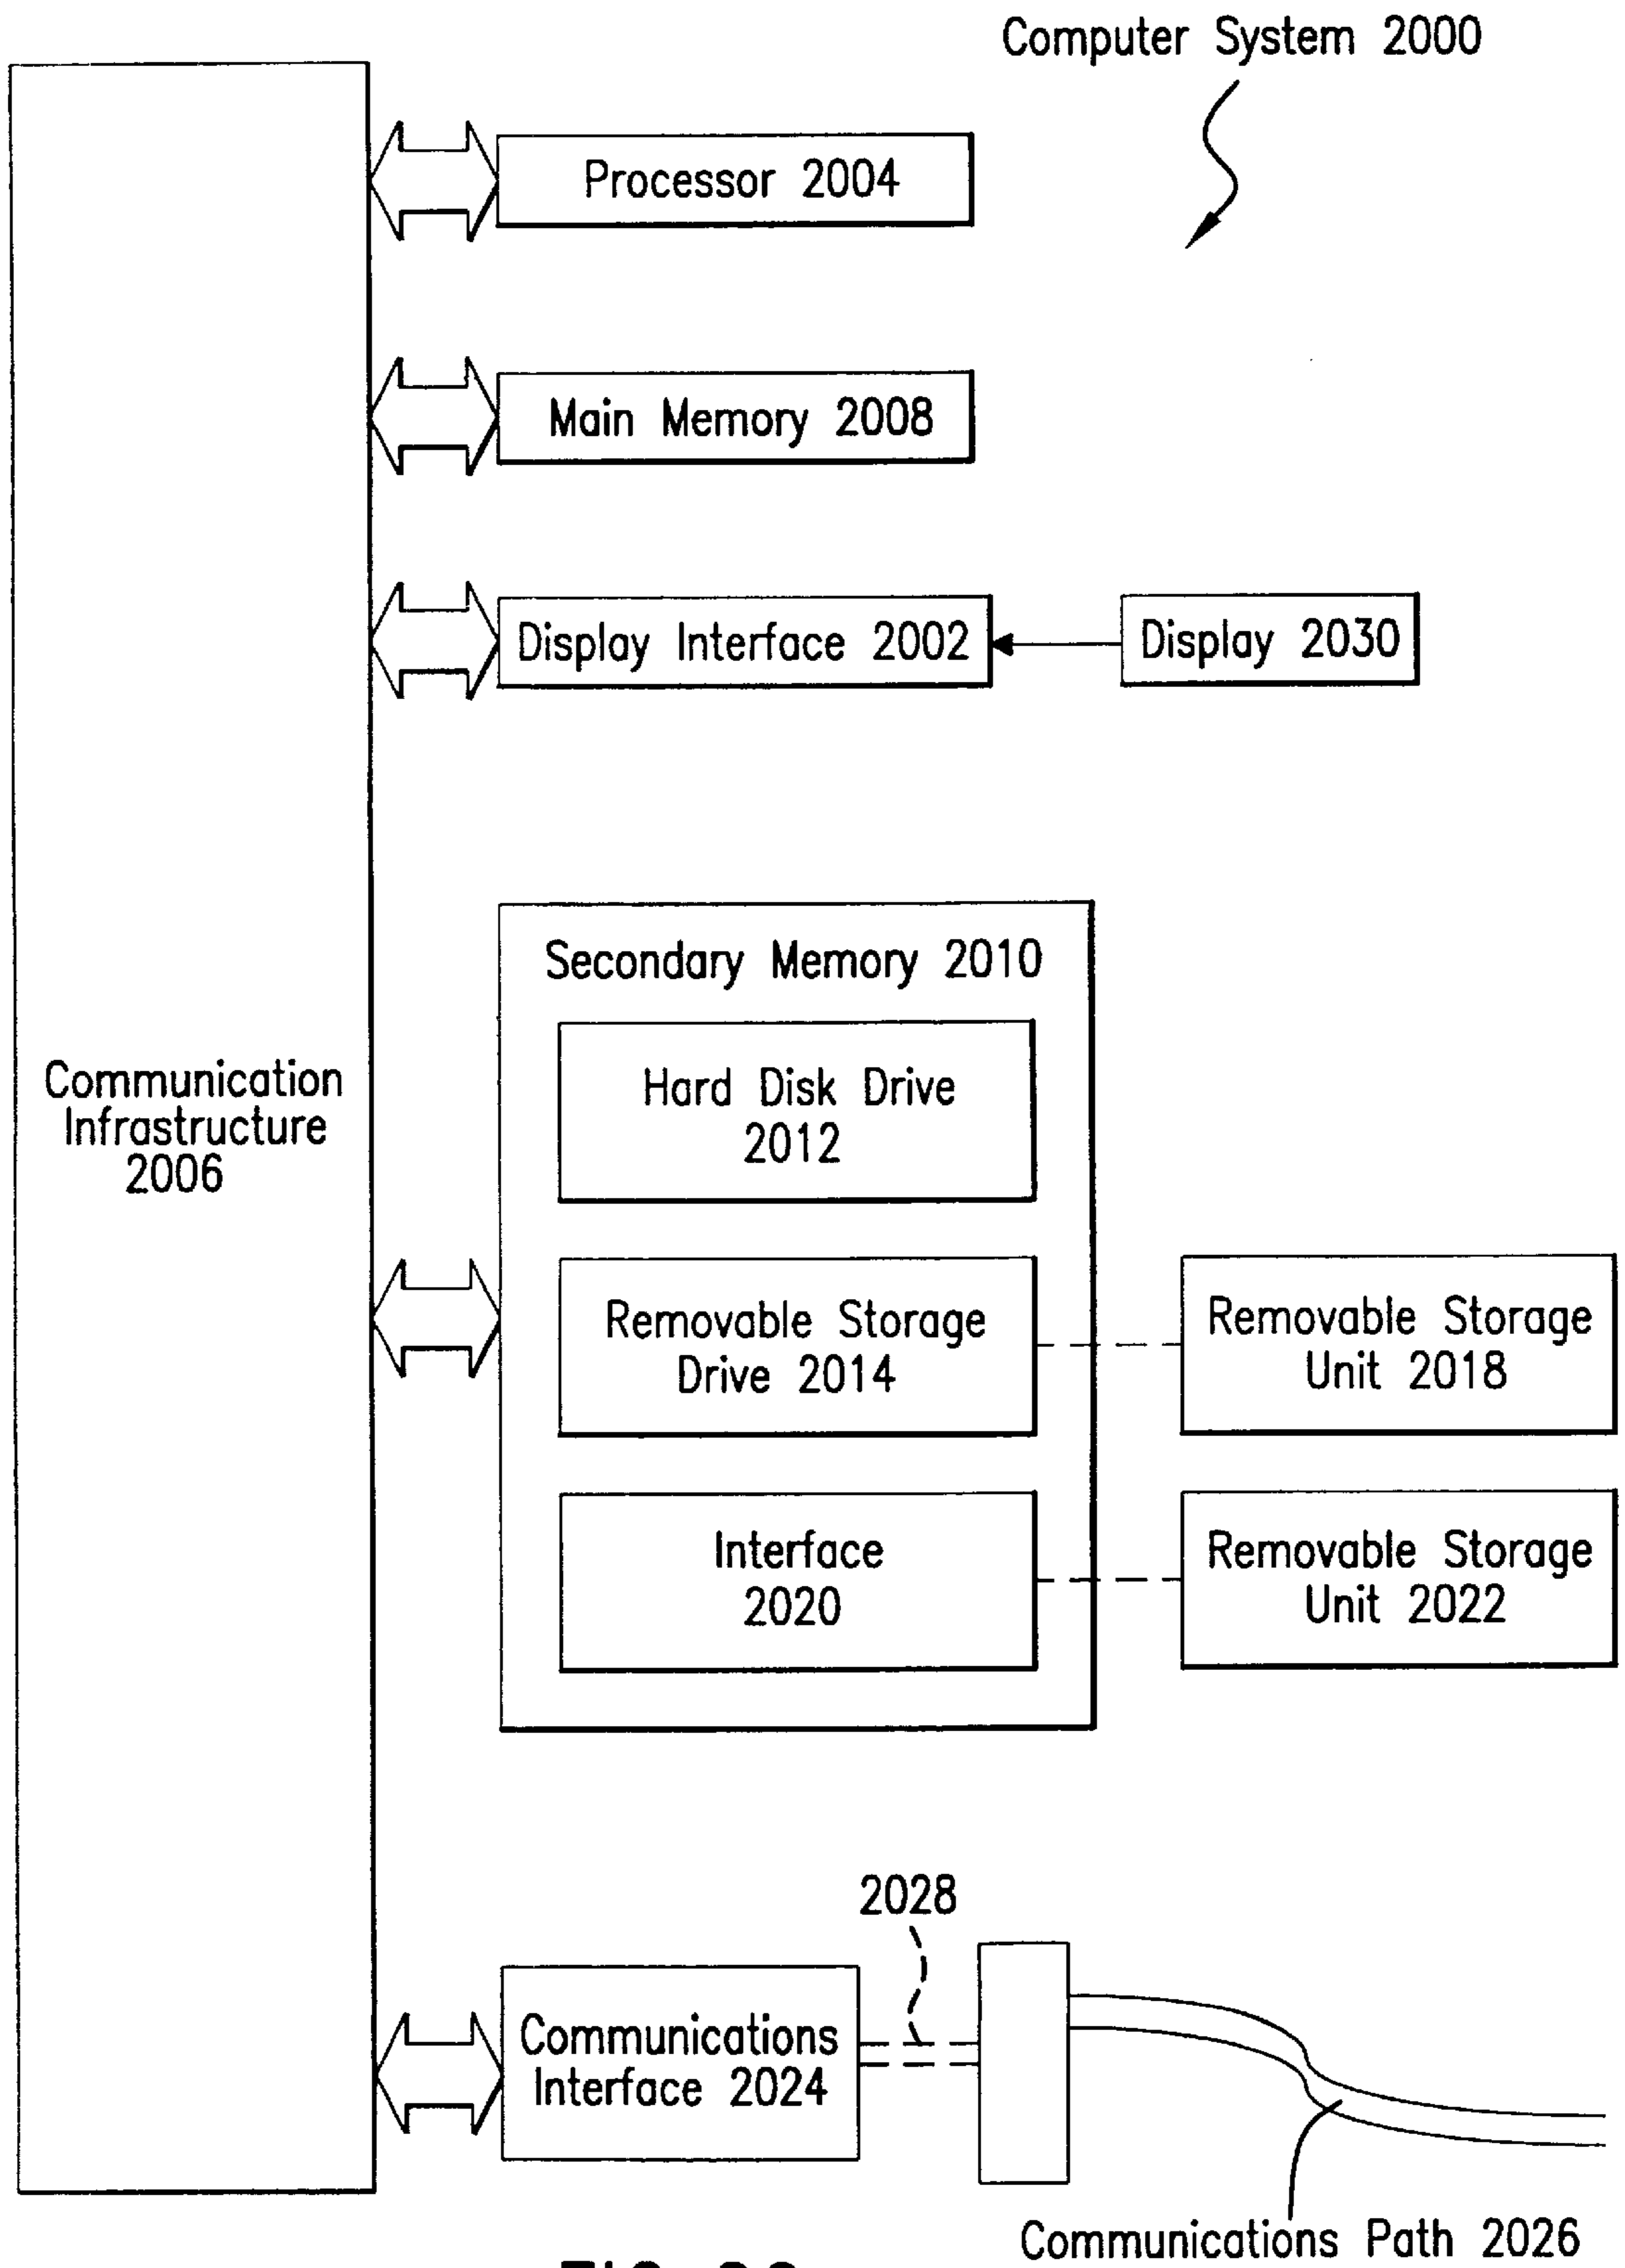 Computer System 2000
Processor 2004
Main Memory 2008
Display Interface 2002
Display 2030
Communication
Infrastructure
2006
Secondary Memory 2010
Hard Disk Drive
2012
Removable Storage
Drive 2014
Removable Storage
Unit 2018
Interface
2020
Removable Storage
Unit 2022
2028
Communications
Interface 2024
Communications Path 2026